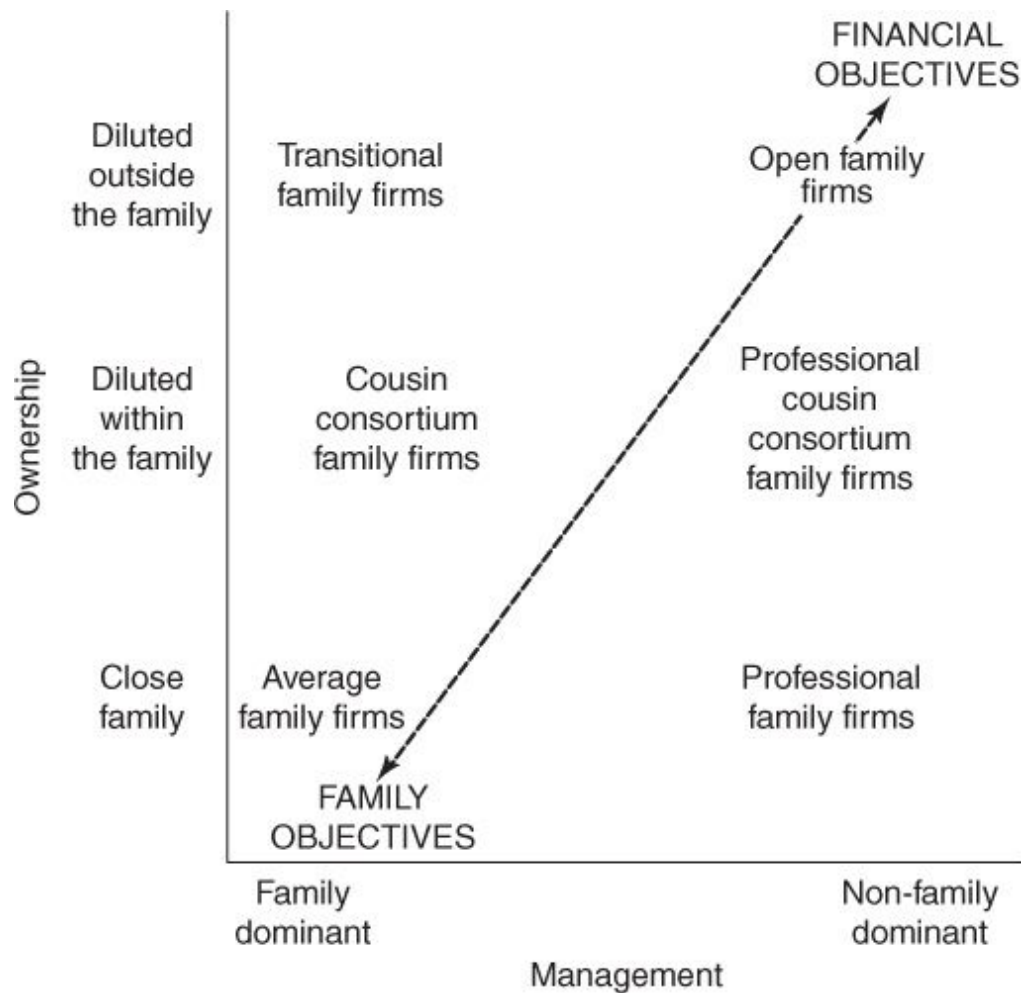 FINANCIAL
OBJECTIVES
Diluted
outside
the family
Transitional
family firms
Open family
firms
Ownership
Diluted
within
the family
Cousin
consortium
family firms
Professional
cousin
consortium
family firms
Close
family
Average
family firms
Professional
family firms
FAMILY
OBJECTIVES
Family
dominant
Non-family
dominant
Management